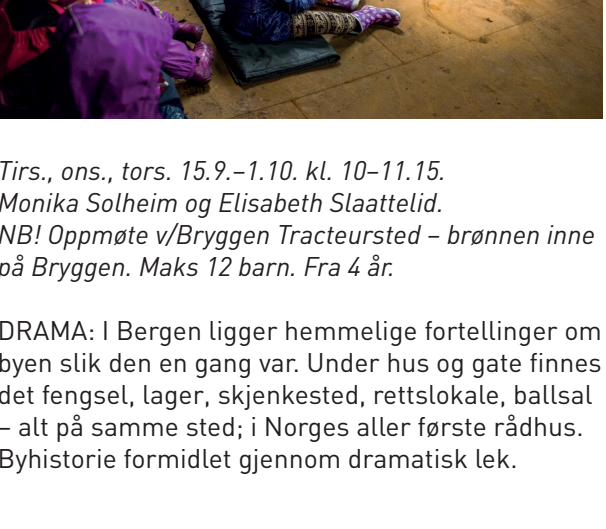 Tirs., ons., tors. 15.9.–1.10. kl. 10–11.15.
Monika Solheim og Elisabeth Slaattelid.
NB! Oppmøte v/Bryggen Tracteursted – brønnen inne
på Bryggen. Maks 12 barn. Fra 4 år.
DRAMA: I Bergen ligger hemmelige fortellinger om
byen slik den en gang var. Under hus og gate finnes
det fengsel, lager, skjenkested, rettslokale, ballsal
– alt på samme sted; i Norges aller første rådhus.
Byhistorie formidlet gjennom dramatisk lek.